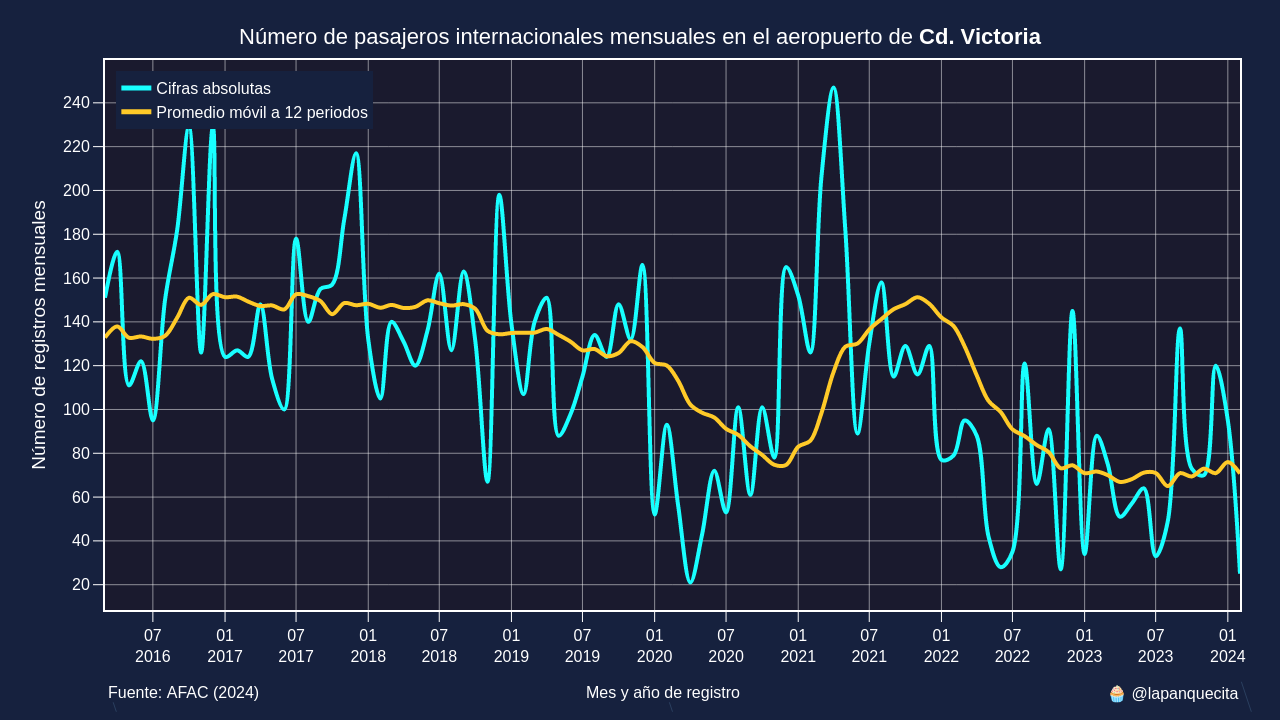 Número de pasajeros internacionales mensuales en el aeropuerto de Cd. Victoria
Cifras absolutas
Promedio móvil a 12 periodos
Número de registros mensuales
240
220
200
180
160
140
120
100
80
60
40
20
07 01 07 01 07 01 07 01 07 01 07 01 07 01 07 01
2016 2017 2017 2018 2018 2019 2019 2020 2020 2021 2021 2022 2022 2023 2023 2024
Fuente: AFAC (2024) Mes y año de registro 🧁 @lapanquecita